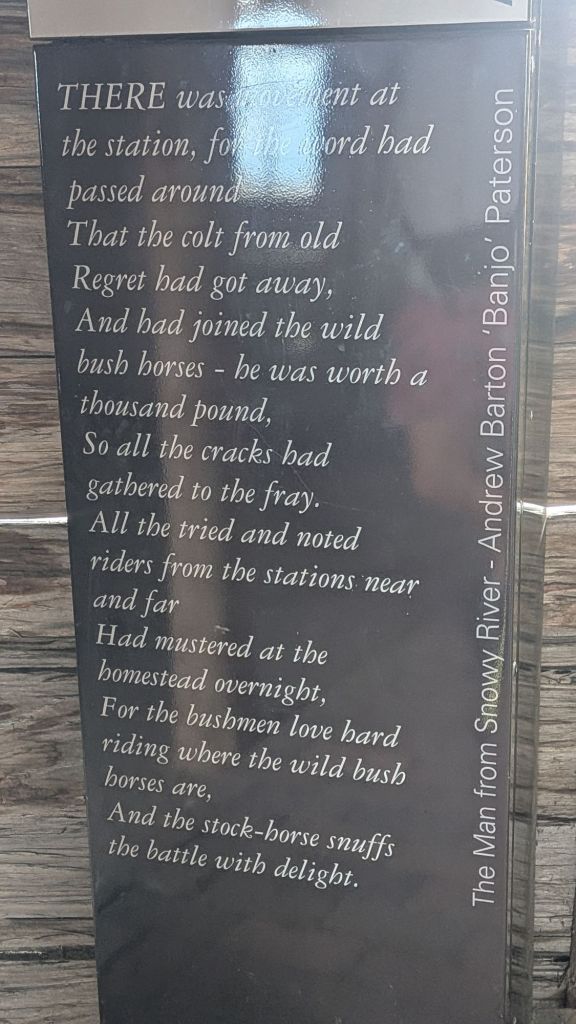 THERE was movement at
the station, for the word had
passed around
That the colt from old
Regret had got away,
And had joined the wild
bush horses - he was worth a
thousand pound,
So all the cracks had
gathered to the fray.
All the tried and noted
riders from the stations near
and far
Had mustered at the
homestead overnight,
For the bushmen love hard
riding where the wild bush
horses are,
And the stock-horse snuffs
the battle with delight.
The Man from Snowy River - Andrew Barton ‘Banjo’ Paterson